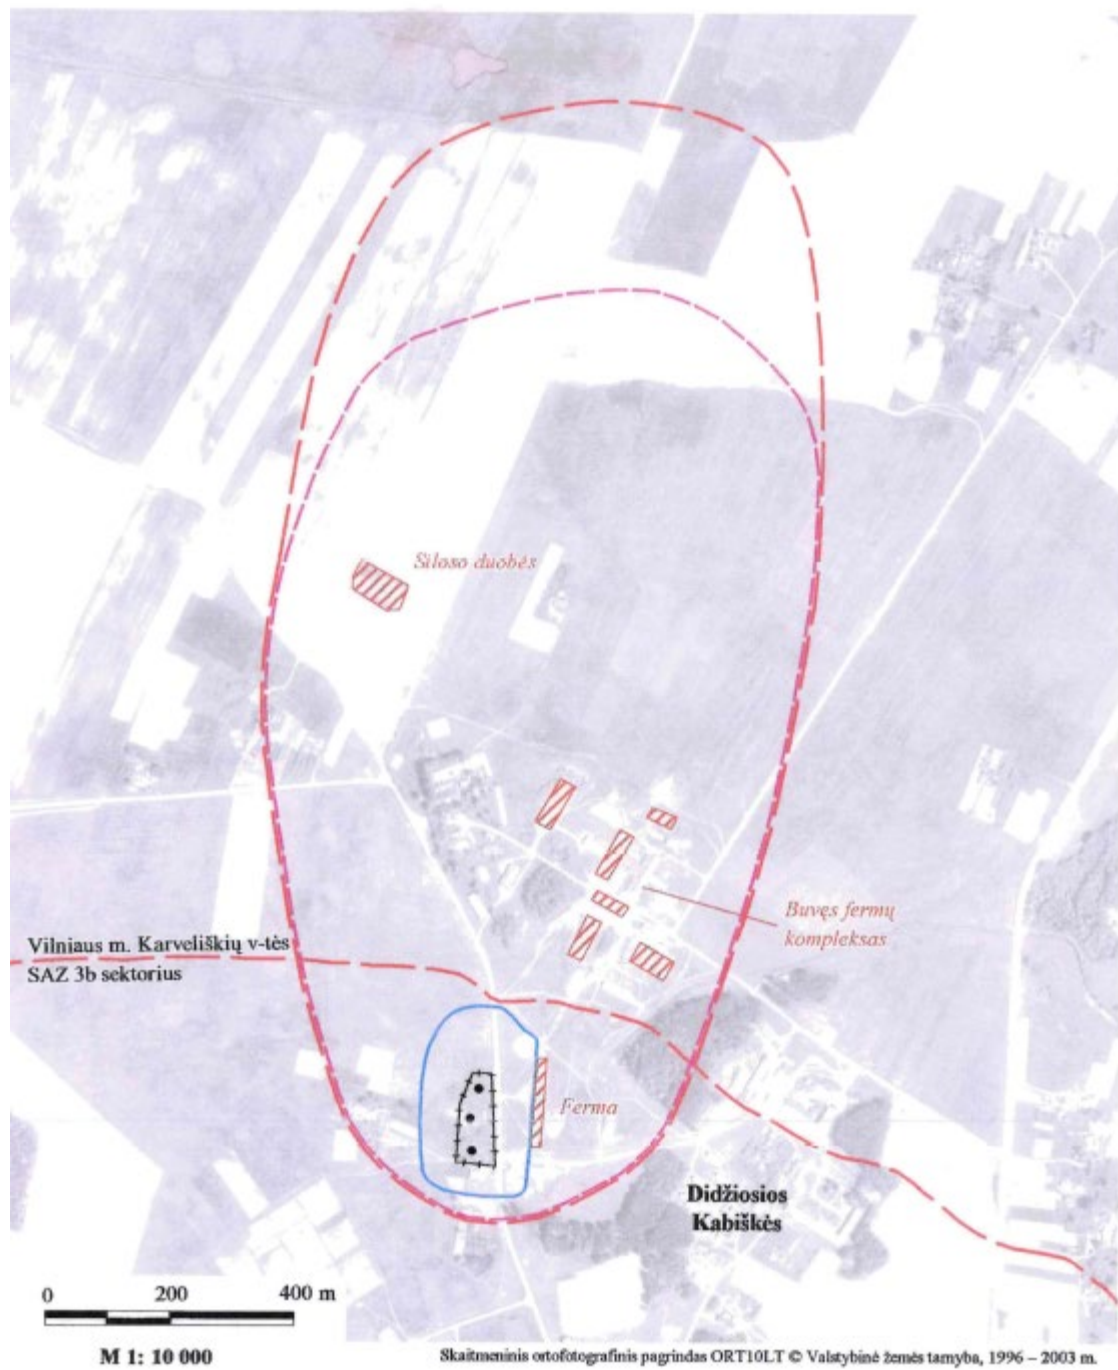 Siloso duobės
Buvęs fermų
kompleksas
Vilniaus m. Karveliškių v-tės
SAZ 3b sektorius
Ferma
Didžiosios
Kabiškės
0 200 400 m
M 1: 10 000
Skaitmeninis ortofotografinis pagrindas ORT10LT © Valstybinė žemės tarnyba, 1996 – 2003 m.